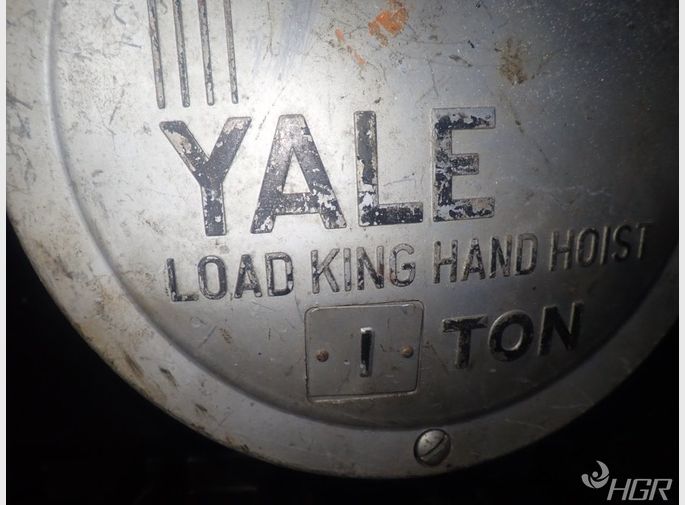 YALE
LOAD KING HAND HOIST
1 TON
HGR